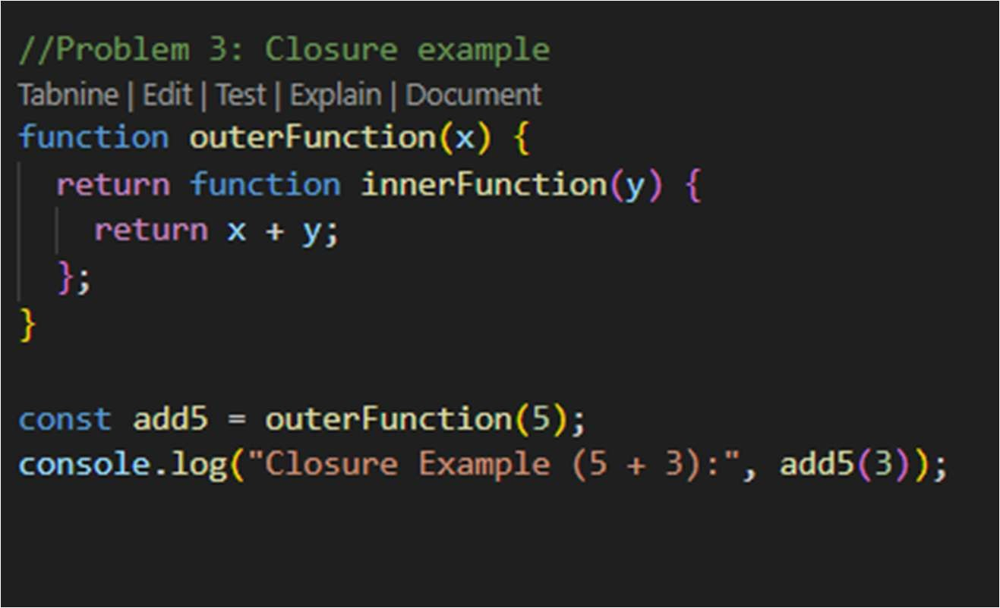 //Problem 3: Closure example
Tabnine | Edit | Test | Explain | Document
function outerFunction(x) {
  return function innerFunction(y) {
    return x + y;
  };
}
const add5 = outerFunction(5);
console.log("Closure Example (5 + 3):", add5(3));